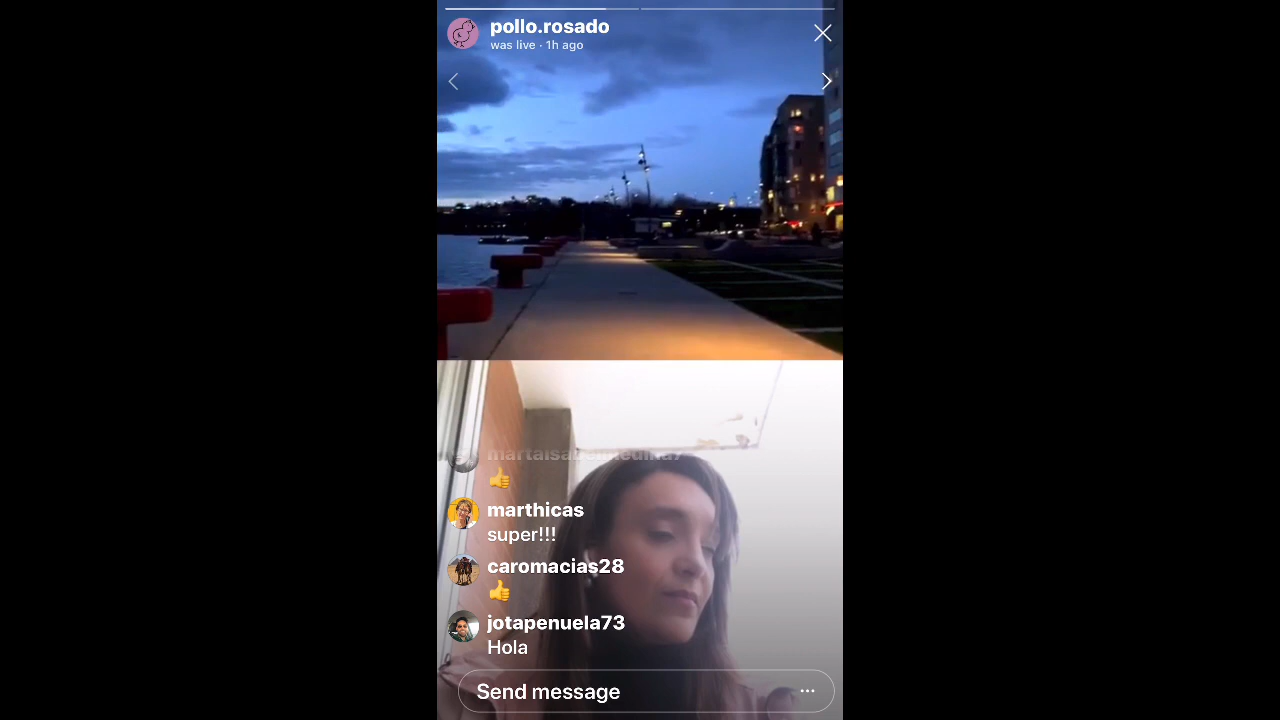 pollo.rosado
was live · 1h ago
marthicas
super!!!
caromacias28
jotapenuela73
Hola
Send message